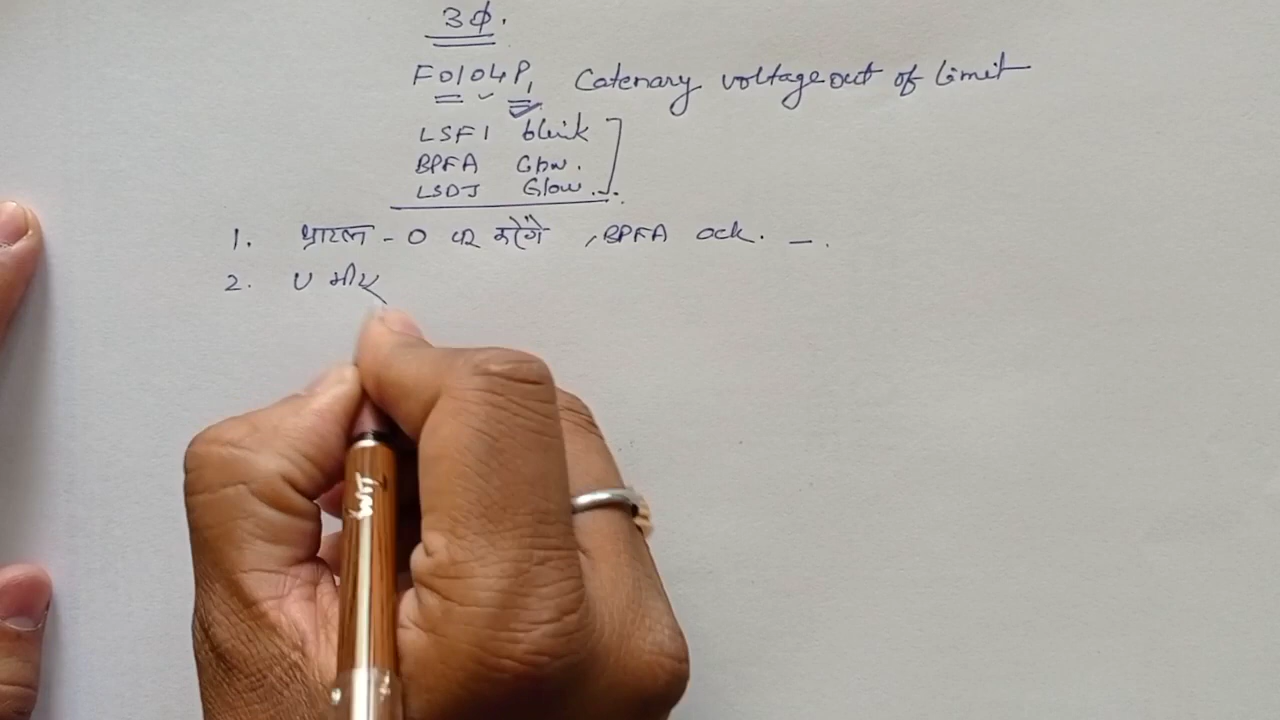 3φ.
F0104P, Catenary voltage out of limit
LSFI blink
BPFA Glow.
LSDJ Glow.
1. थ्राटल - 0 पर करेंगे , BPFA ack. - .
2. U मीट